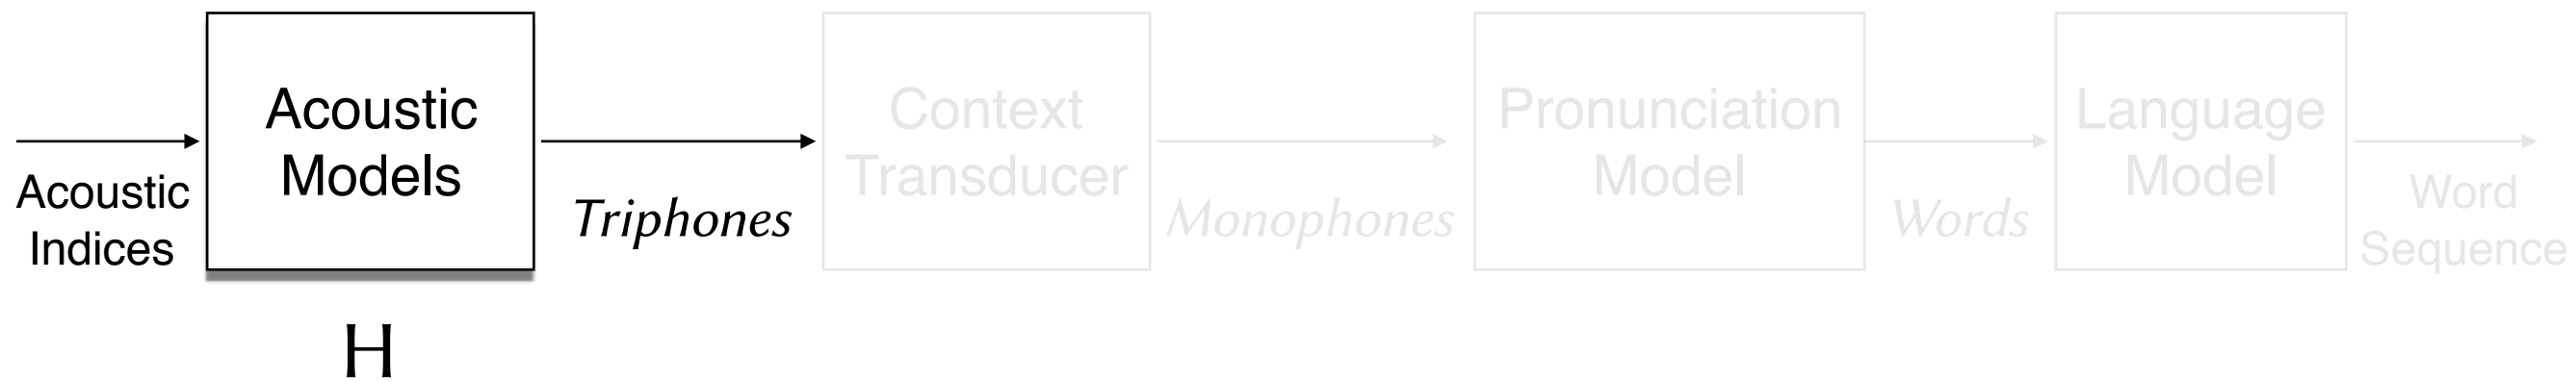 Acoustic
Indices
Acoustic
Models
H
Triphones
Context
Transducer
Monophones
Pronunciation
Model
Words
Language
Model
Word
Sequence